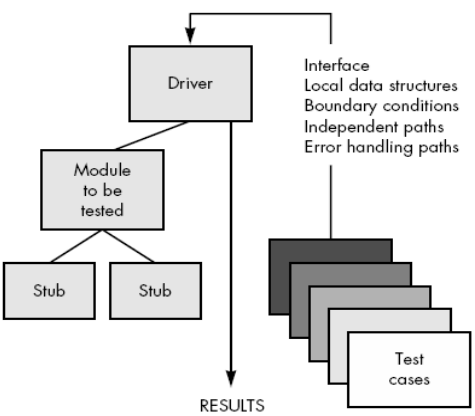 Driver
Interface
Local data structures
Boundary conditions
Independent paths
Error handling paths
Module
to be
tested
Stub
Stub
Test
cases
RESULTS